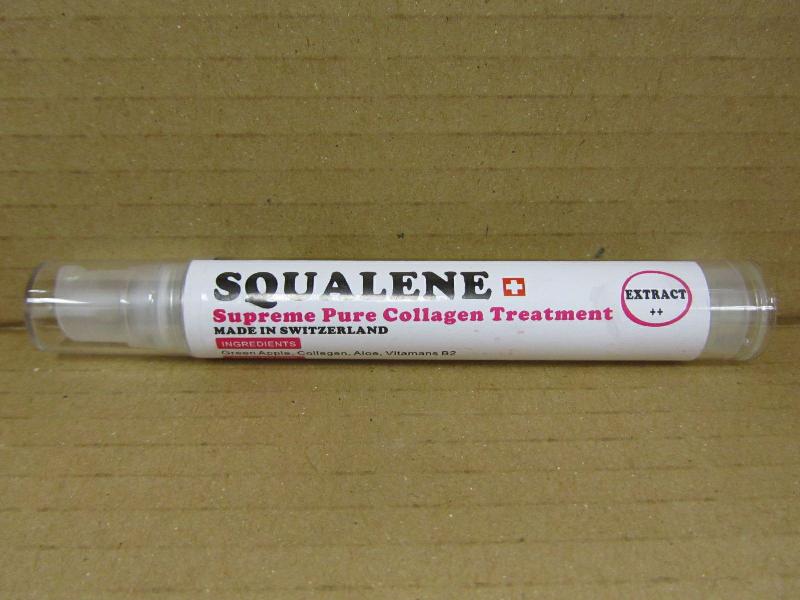 SQUALENE
Supreme Pure Collagen Treatment
MADE IN SWITZERLAND
INGREDIENTS
Green Apple, Collagen, Aloe, Vitamans B2
EXTRACT
++